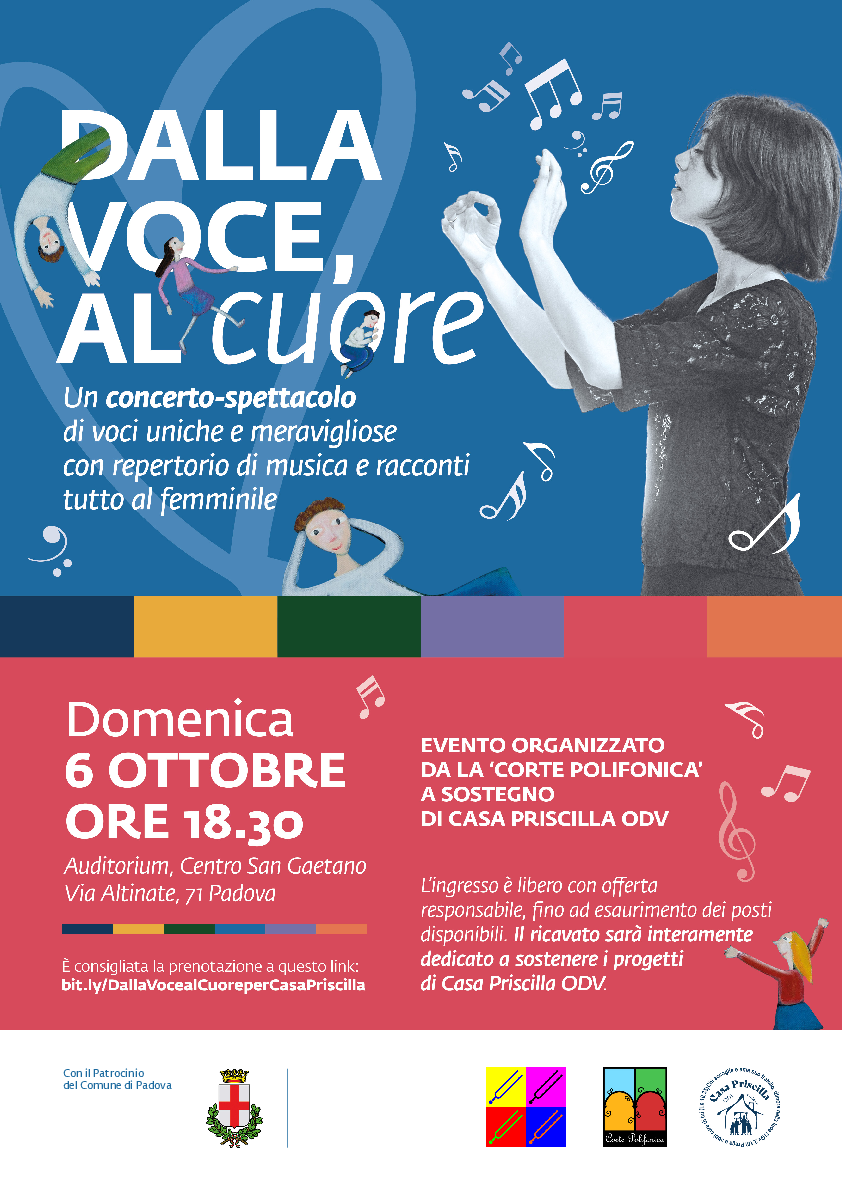 DALLA
VOCE,
AL cuore
Un concerto-spettacolo
di voci uniche e meravigliose
con repertorio di musica e racconti
tutto al femminile
Domenica
6 OTTOBRE
ORE 18.30
Auditorium, Centro San Gaetano
Via Altinate, 71 Padova
È consigliata la prenotazione a questo link:
bit.ly/DallaVocealCuoreperCasaPriscilla
EVENTO ORGANIZZATO
DA LA ‘CORTE POLIFONICA’
A SOSTEGNO
DI CASA PRISCILLA ODV
L'ingresso è libero con offerta
responsabile, fino ad esaurimento dei posti
disponibili. Il ricavato sarà interamente
dedicato a sostenere i progetti
di Casa Priscilla ODV.
Con il Patrocinio
del Comune di Padova
Corte Polifonica
Casa Priscilla